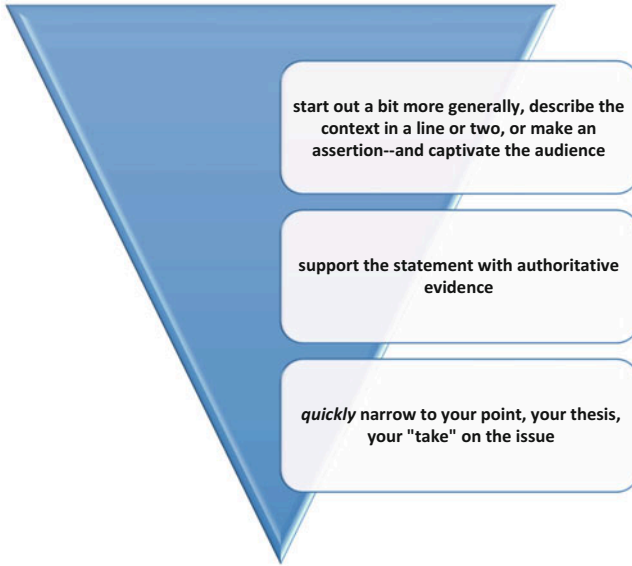 start out a bit more generally, describe the
context in a line or two, or make an
assertion--and captivate the audience
support the statement with authoritative
evidence
quickly narrow to your point, your thesis,
your "take" on the issue